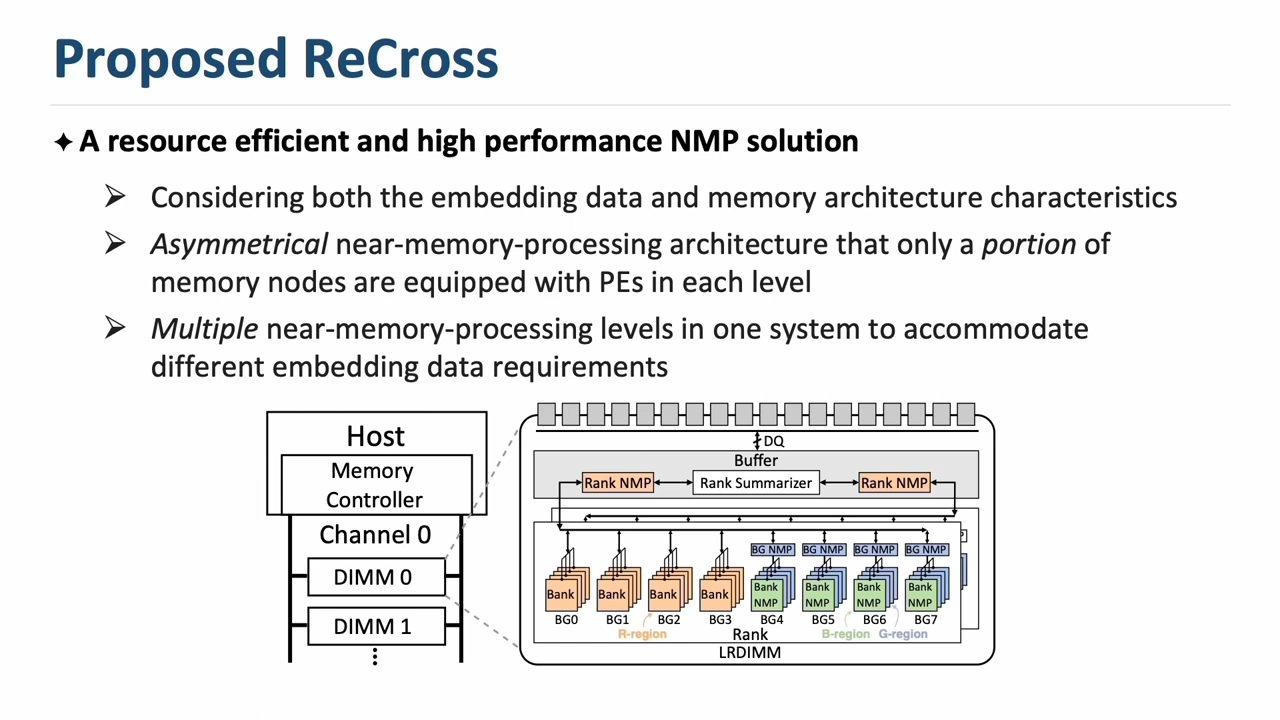 Proposed ReCross
✦ A resource efficient and high performance NMP solution
➢ Considering both the embedding data and memory architecture characteristics
➢ Asymmetrical near-memory-processing architecture that only a portion of
memory nodes are equipped with PEs in each level
➢ Multiple near-memory-processing levels in one system to accommodate
different embedding data requirements
Host
Memory
Controller
Channel 0
DIMM 0
DIMM 1
DQ
Buffer
Rank NMP
Rank Summarizer
Rank NMP
BG NMP
BG NMP
BG NMP
BG NMP
Bank
Bank
Bank
Bank
Bank
NMP
Bank
NMP
Bank
NMP
Bank
NMP
BG0
BG1
BG2
BG3
BG4
BG5
BG6
BG7
R-region
Rank
B-region
G-region
LRDIMM